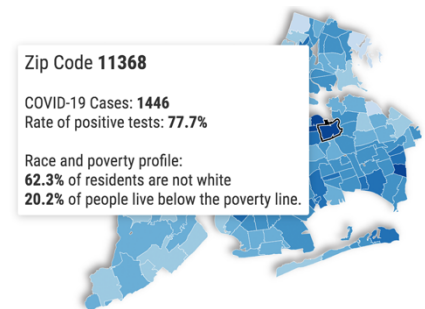 Zip Code 11368
COVID-19 Cases: 1446
Rate of positive tests: 77.7%
Race and poverty profile:
62.3% of residents are not white
20.2% of people live below the poverty line.